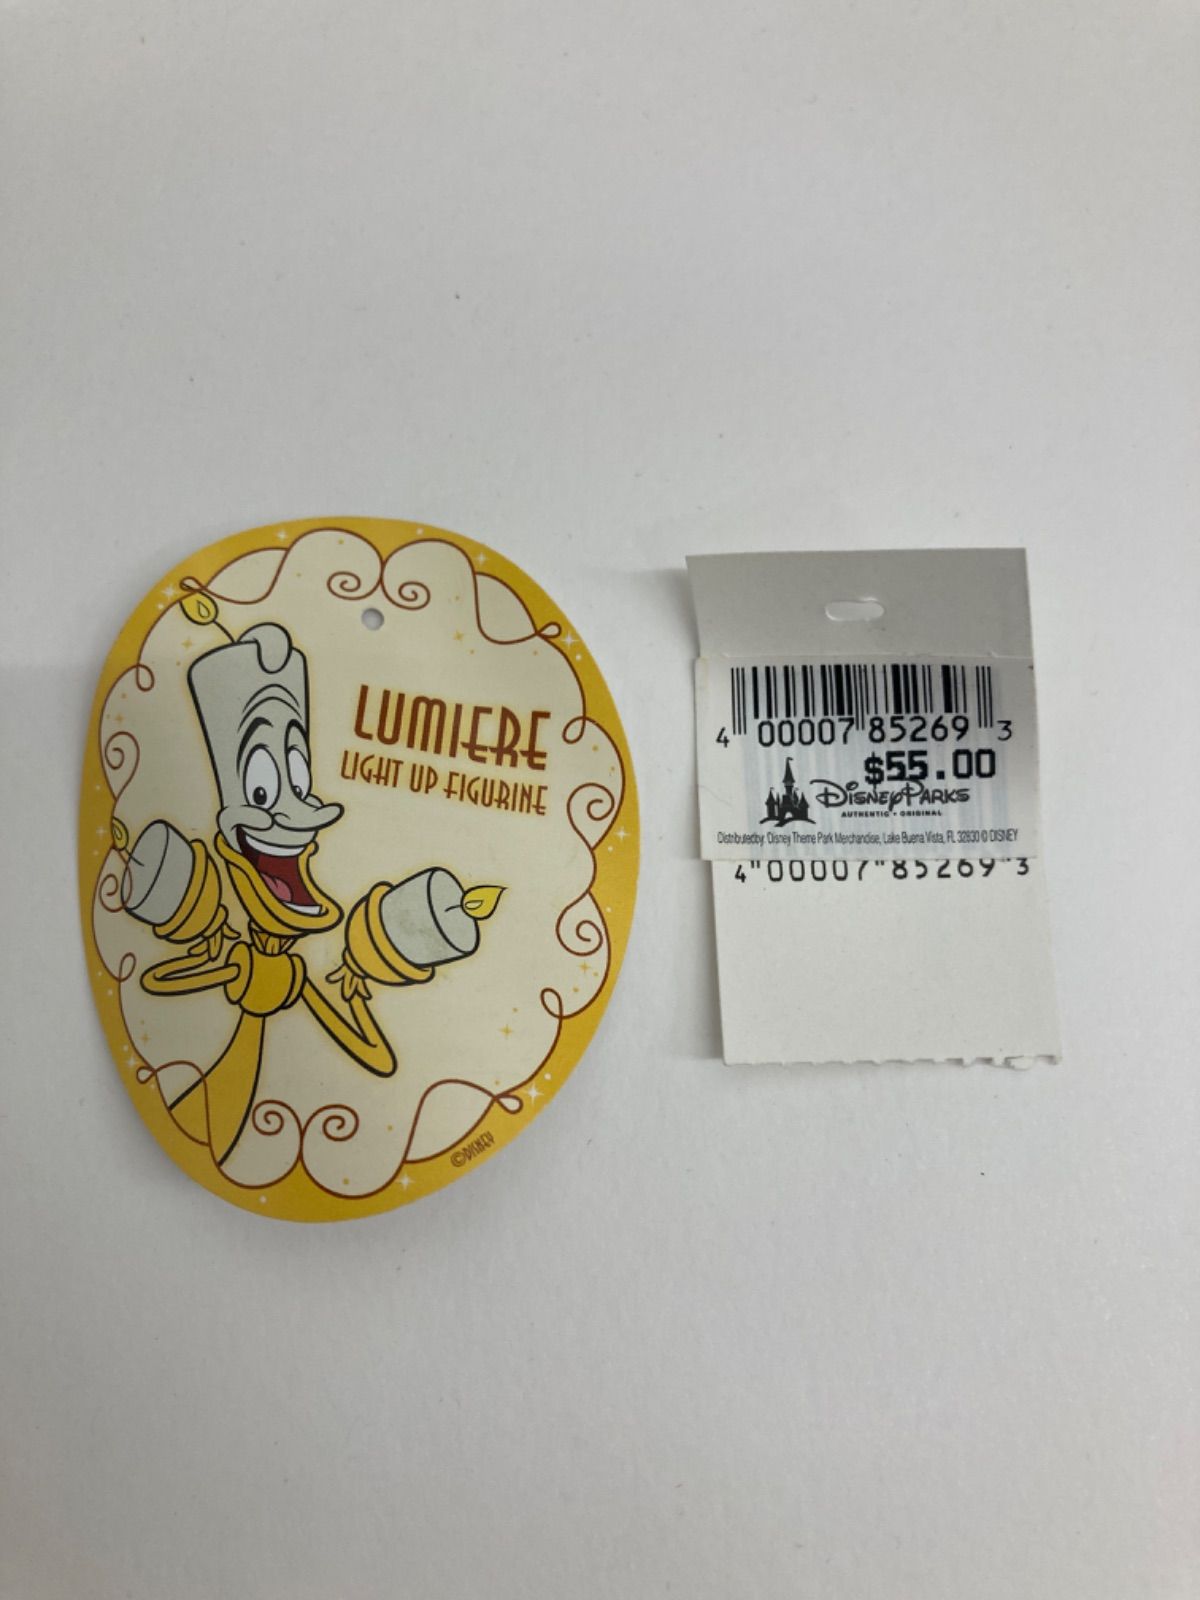 LUMIERE
LIGHT UP FIGURINE
©DISNEY
4 00007 85269 3
$55.00
Disney Parks
AUTHENTIC • ORIGINAL
Distributed by: Disney Theme Park Merchandise, Lake Buena Vista, FL 32830 © DISNEY
4 00007 85269 3